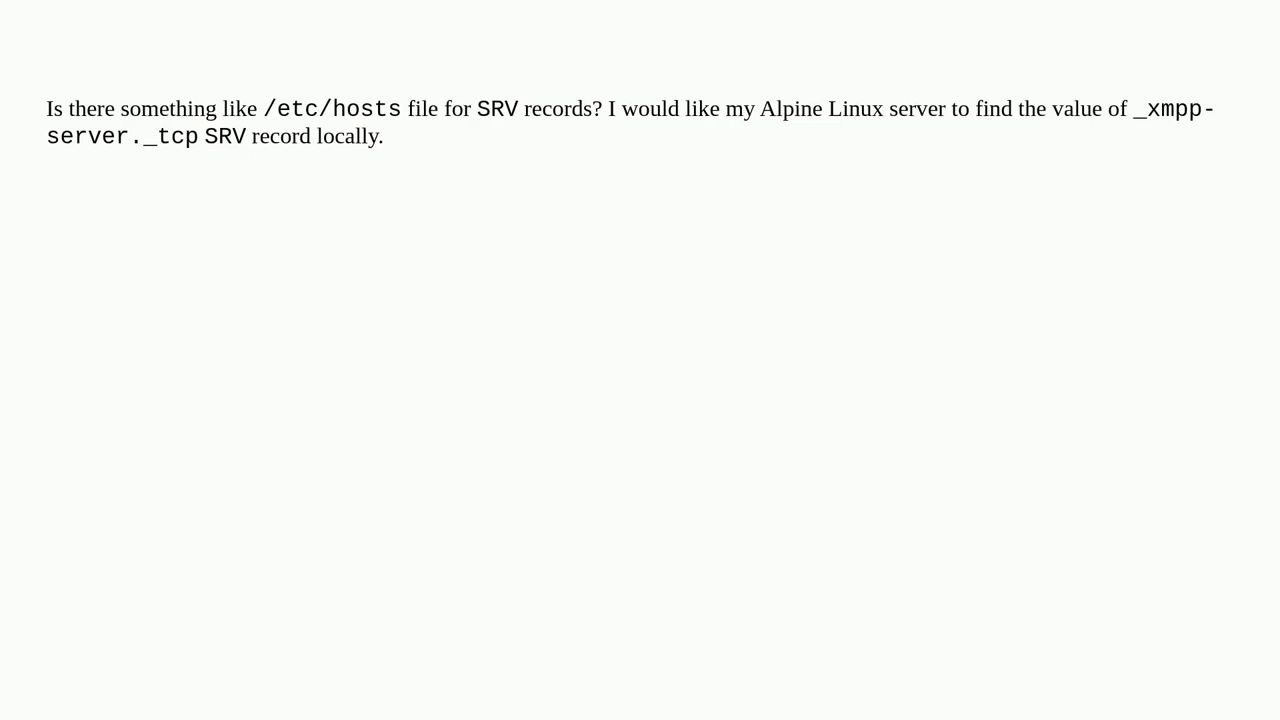 Is there something like /etc/hosts file for SRV records? I would like my Alpine Linux server to find the value of _xmpp-
server._tcp SRV record locally.